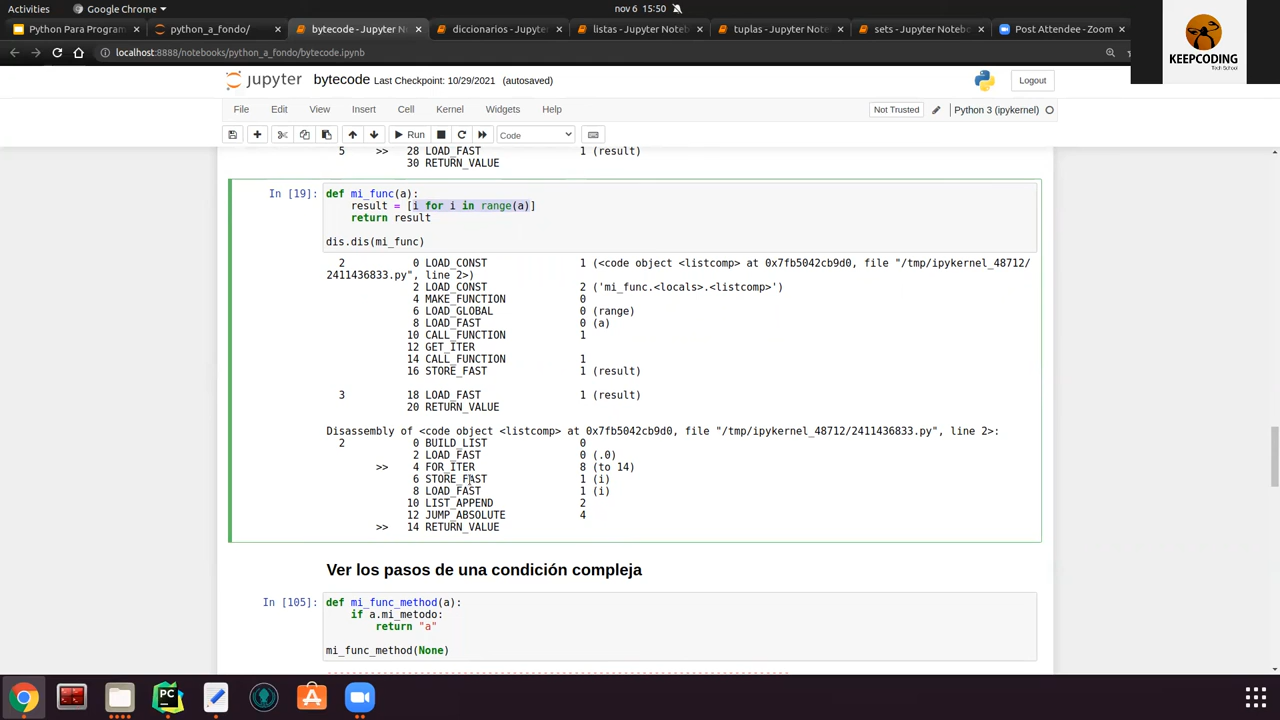 Activities
Google Chrome
nov 6 15:50
Python Para Program
python_a_fondo/
bytecode - Jupyter No
diccionarios - Jupyter
listas - Jupyter Noteb
tuplas - Jupyter Noteb
sets - Jupyter Noteb
Post Attendee - Zoom
localhost:8888/notebooks/python_a_fondo/bytecode.ipynb
KEEPCODING
Tech School
jupyter bytecode Last Checkpoint: 10/29/2021 (autosaved)
Logout
File Edit View Insert Cell Kernel Widgets Help
Not Trusted
Python 3 (ipykernel)
Run
Code
5 >> 28 LOAD_FAST 1 (result)
30 RETURN_VALUE
In [19]: def mi_func(a):
result = [i for i in range(a)]
return result
dis.dis(mi_func)
2 0 LOAD_CONST 1 (<code object <listcomp> at 0x7fb5042cb9d0, file "/tmp/ipykernel_48712/
2411436833.py", line 2>)
2 LOAD_CONST 2 ('mi_func.<locals>.<listcomp>')
4 MAKE_FUNCTION 0
6 LOAD_GLOBAL 0 (range)
8 LOAD_FAST 0 (a)
10 CALL_FUNCTION 1
12 GET_ITER
14 CALL_FUNCTION 1
16 STORE_FAST 1 (result)
3 18 LOAD_FAST 1 (result)
20 RETURN_VALUE
Disassembly of <code object <listcomp> at 0x7fb5042cb9d0, file "/tmp/ipykernel_48712/2411436833.py", line 2>:
2 0 BUILD_LIST 0
2 LOAD_FAST 0 (.0)
>> 4 FOR_ITER 8 (to 14)
6 STORE_FAST 1 (i)
8 LOAD_FAST 1 (i)
10 LIST_APPEND 2
12 JUMP_ABSOLUTE 4
>> 14 RETURN_VALUE
Ver los pasos de una condición compleja
In [105]: def mi_func_method(a):
if a.mi_metodo:
return "a"
mi_func_method(None)